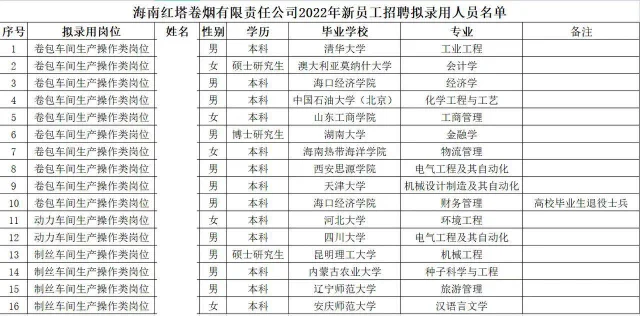 海南红塔卷烟有限责任公司2022年新员工招聘拟录用人员名单
序号 拟录用岗位 姓名 性别 学历 毕业学校 专业 备注
1 卷包车间生产操作类岗位 男 本科 清华大学 工业工程
2 卷包车间生产操作类岗位 女 硕士研究生 澳大利亚莫纳什大学 会计学
3 卷包车间生产操作类岗位 男 本科 海口经济学院 经济学
4 卷包车间生产操作类岗位 男 本科 中国石油大学（北京） 化学工程与工艺
5 卷包车间生产操作类岗位 女 本科 山东工商学院 工商管理
6 卷包车间生产操作类岗位 男 博士研究生 湖南大学 金融学
7 卷包车间生产操作类岗位 女 本科 海南热带海洋学院 物流管理
8 卷包车间生产操作类岗位 男 本科 西安思源学院 电气工程及其自动化
9 卷包车间生产操作类岗位 男 本科 天津大学 机械设计制造及其自动化
10 卷包车间生产操作类岗位 男 本科 海口经济学院 财务管理 高校毕业生退役士兵
11 动力车间生产操作类岗位 女 本科 河北大学 环境工程
12 动力车间生产操作类岗位 男 本科 四川大学 电气工程及其自动化
13 制丝车间生产操作类岗位 男 硕士研究生 昆明理工大学 机械工程
14 制丝车间生产操作类岗位 男 本科 内蒙古农业大学 种子科学与工程
15 制丝车间生产操作类岗位 男 本科 辽宁师范大学 旅游管理
16 制丝车间生产操作类岗位 女 本科 安庆师范大学 汉语言文学